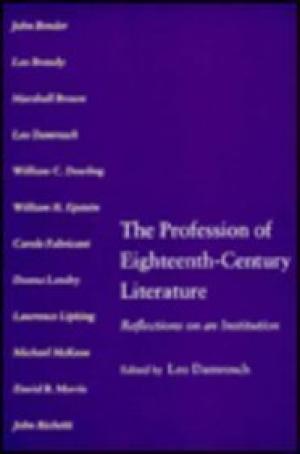 John Bender
Leo Braudy
Marshall Brown
Leo Damrosch
William C. Dowling
William H. Epstein
Carole Fabricant
Donna Landry
Lawrence Lipking
Michael McKeon
David B. Morris
John Richetti
The Profession of
Eighteenth-Century
Literature
Reflections on an Institution
Edited by Leo Damrosch